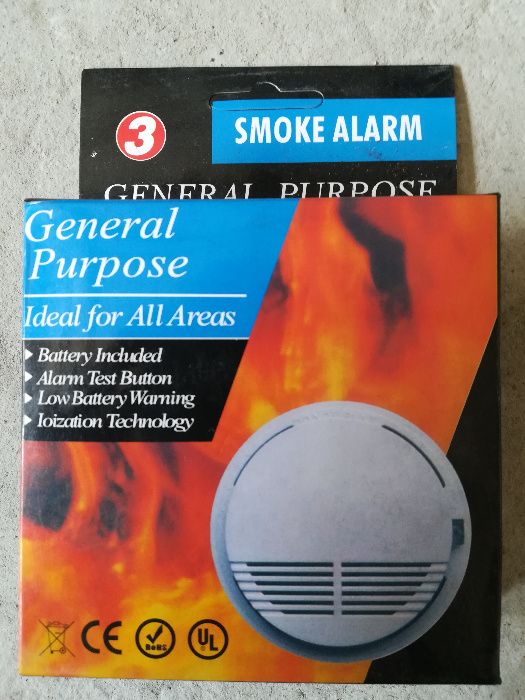 3
SMOKE ALARM
GENERAL PURPOSE
General
Purpose
Ideal for All Areas
Battery Included
Alarm Test Button
Low Battery Warning
Ioization Technology
CE
RoHS
UL